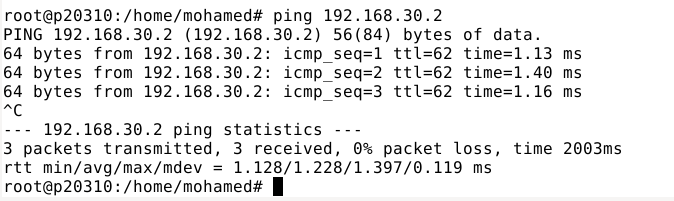 root@p20310:/home/mohamed# ping 192.168.30.2
PING 192.168.30.2 (192.168.30.2) 56(84) bytes of data.
64 bytes from 192.168.30.2: icmp_seq=1 ttl=62 time=1.13 ms
64 bytes from 192.168.30.2: icmp_seq=2 ttl=62 time=1.40 ms
64 bytes from 192.168.30.2: icmp_seq=3 ttl=62 time=1.16 ms
^C
--- 192.168.30.2 ping statistics ---
3 packets transmitted, 3 received, 0% packet loss, time 2003ms
rtt min/avg/max/mdev = 1.128/1.228/1.397/0.119 ms
root@p20310:/home/mohamed#